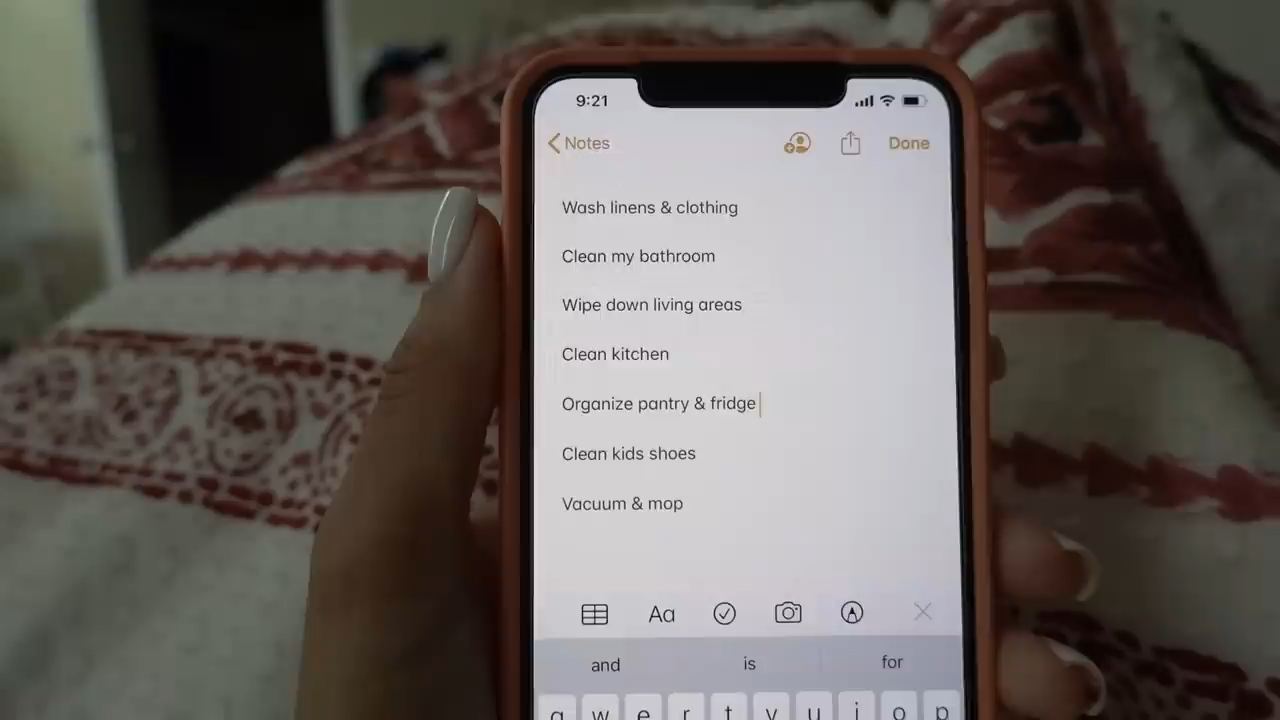 9:21
Notes
Done
Wash linens & clothing
Clean my bathroom
Wipe down living areas
Clean kitchen
Organize pantry & fridge
Clean kids shoes
Vacuum & mop
Aa
and is for
q w e r t y u i o p